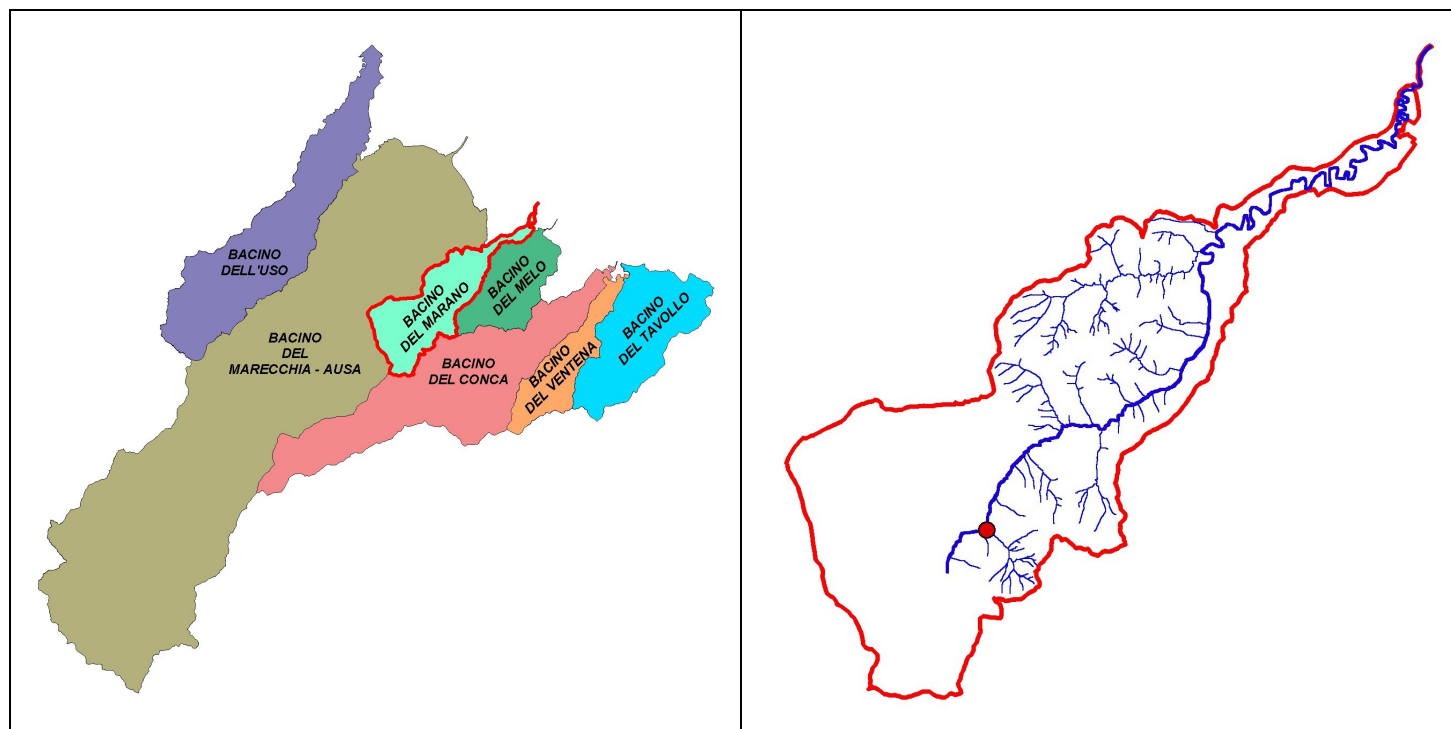 BACINO
DELL'USO
BACINO
DEL
MARECCHIA - AUSA
BACINO
DEL MARANO
BACINO
DEL MELO
BACINO
DEL CONCA
BACINO
DEL VENTENA
BACINO
DEL TAVOLLO